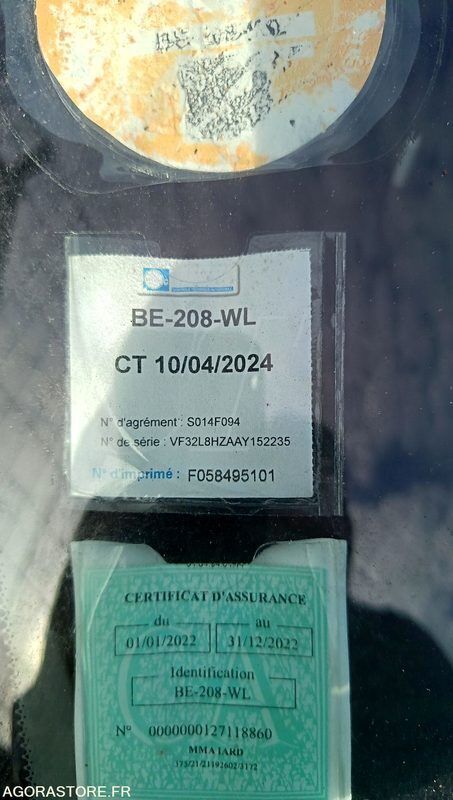 BE-208-WL
CT 10/04/2024
N° d'agrément : S014F094
N° de série : VF32L8HZAAY152235
N° d'imprimé : F058495101
CERTIFICAT D'ASSURANCE
du au
01/01/2022 31/12/2022
Identification
BE-208-WL
N° 0000000127118860
MMA IARD
AGORASTORE.FR